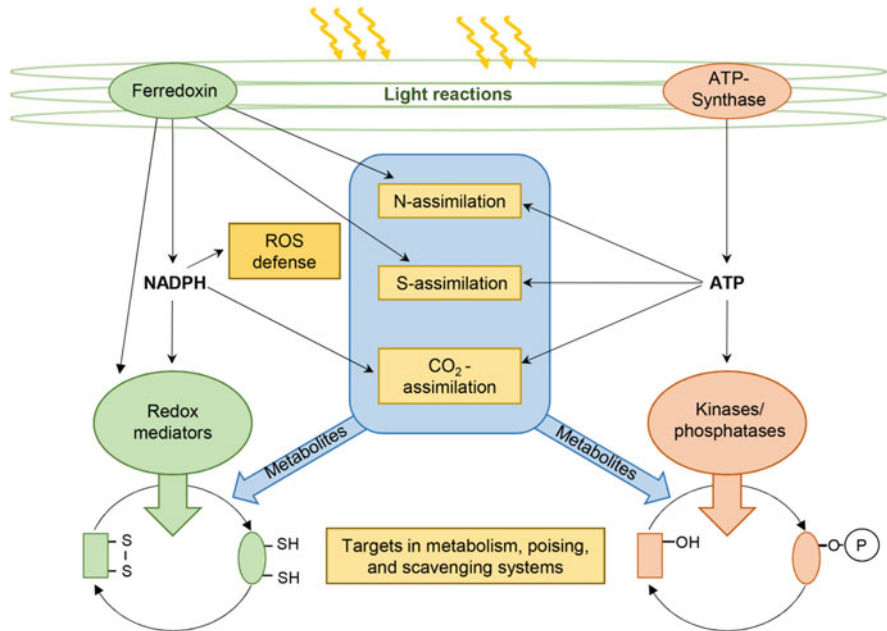 Ferredoxin
Light reactions
ATP-
Synthase
N-assimilation
ROS
defense
NADPH
S-assimilation
ATP
CO₂ -
assimilation
Redox
mediators
Kinases/
phosphatases
Metabolites
Metabolites
S
S
SH
SH
Targets in metabolism, poising,
and scavenging systems
OH
O
P